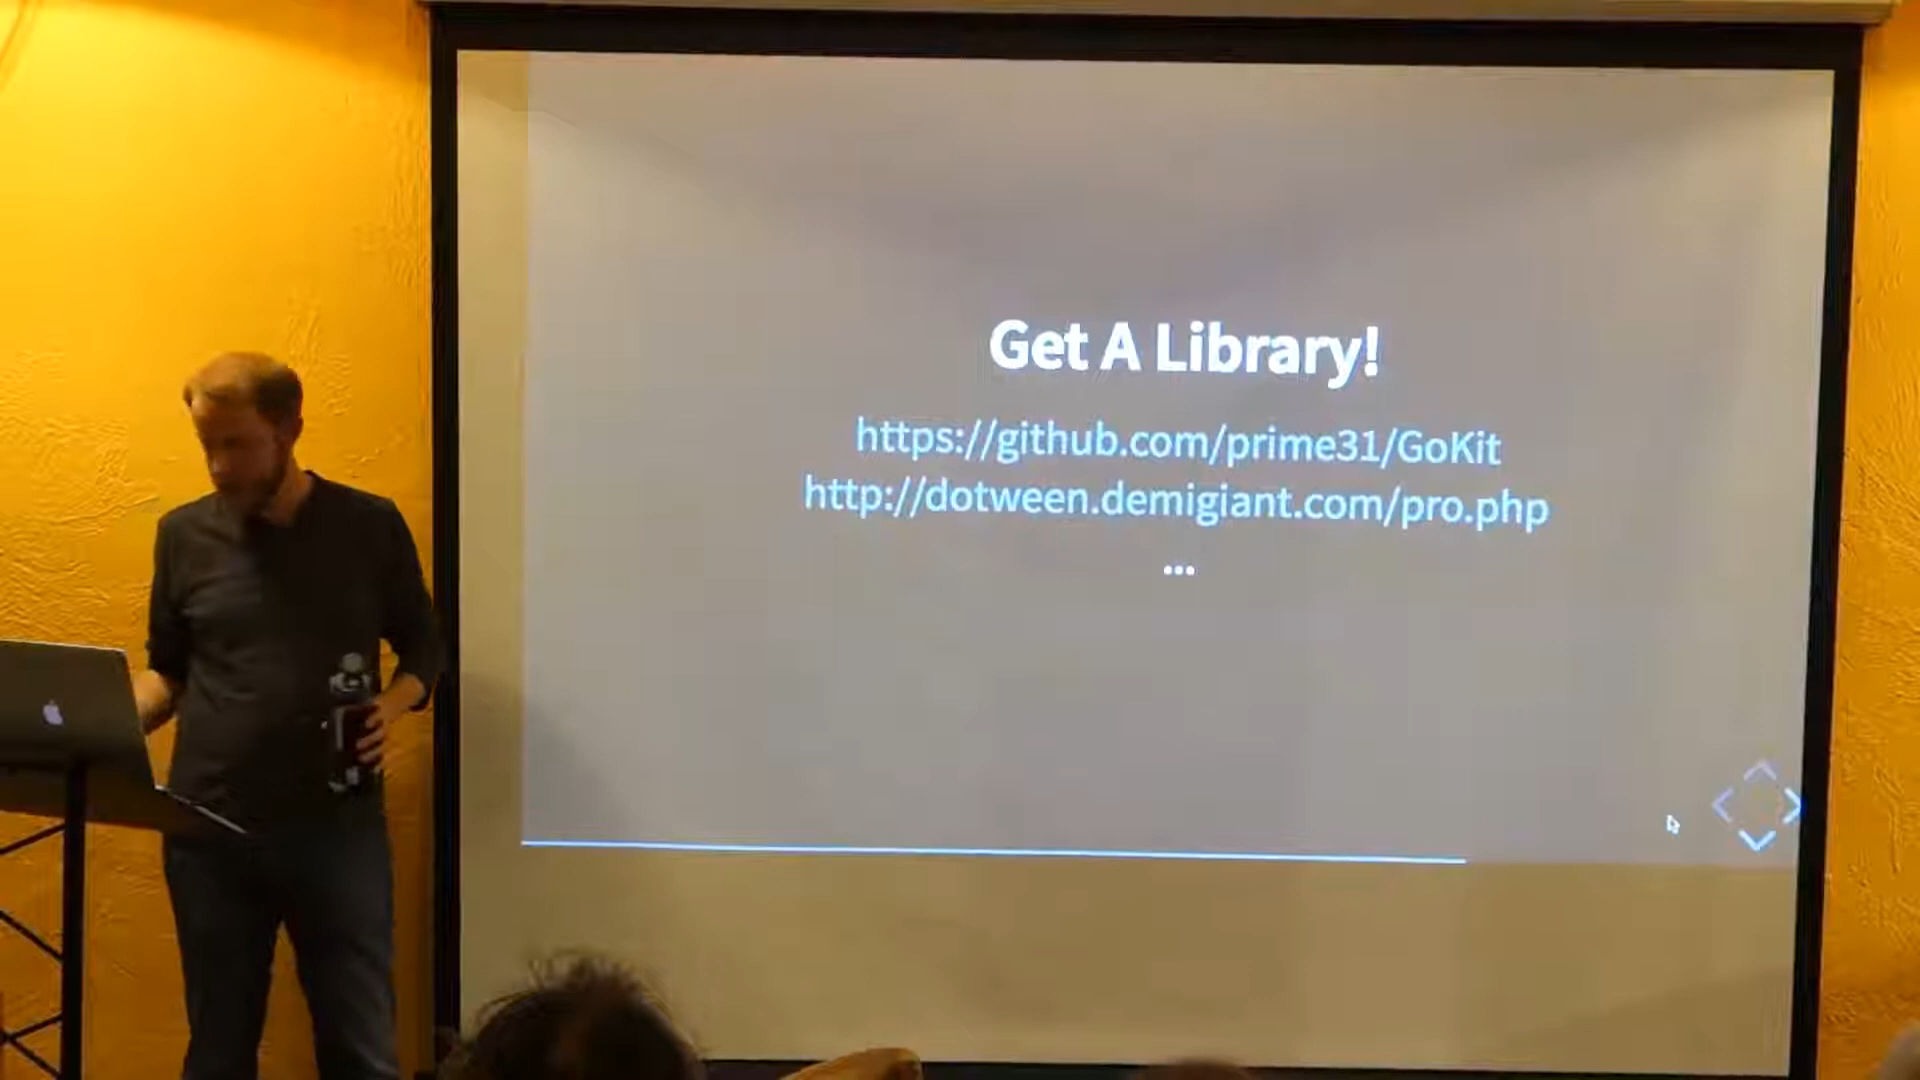 Get A Library!
https://github.com/prime31/GoKit
http://dotween.demigiant.com/pro.php
...